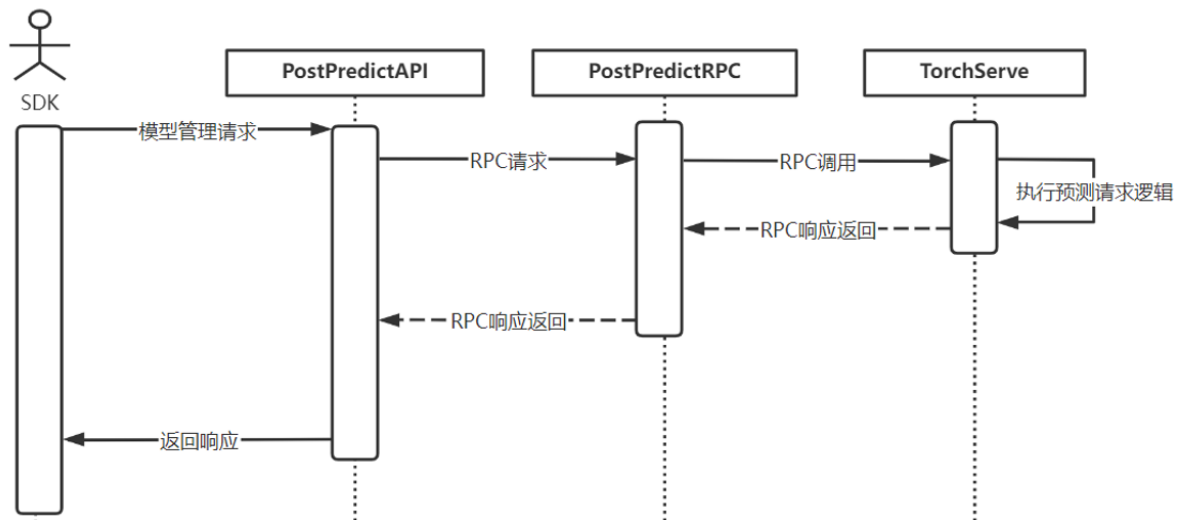 SDK
PostPredictAPI
PostPredictRPC
TorchServe
模型管理请求
RPC请求
RPC调用
执行预测请求逻辑
RPC响应返回
RPC响应返回
返回响应